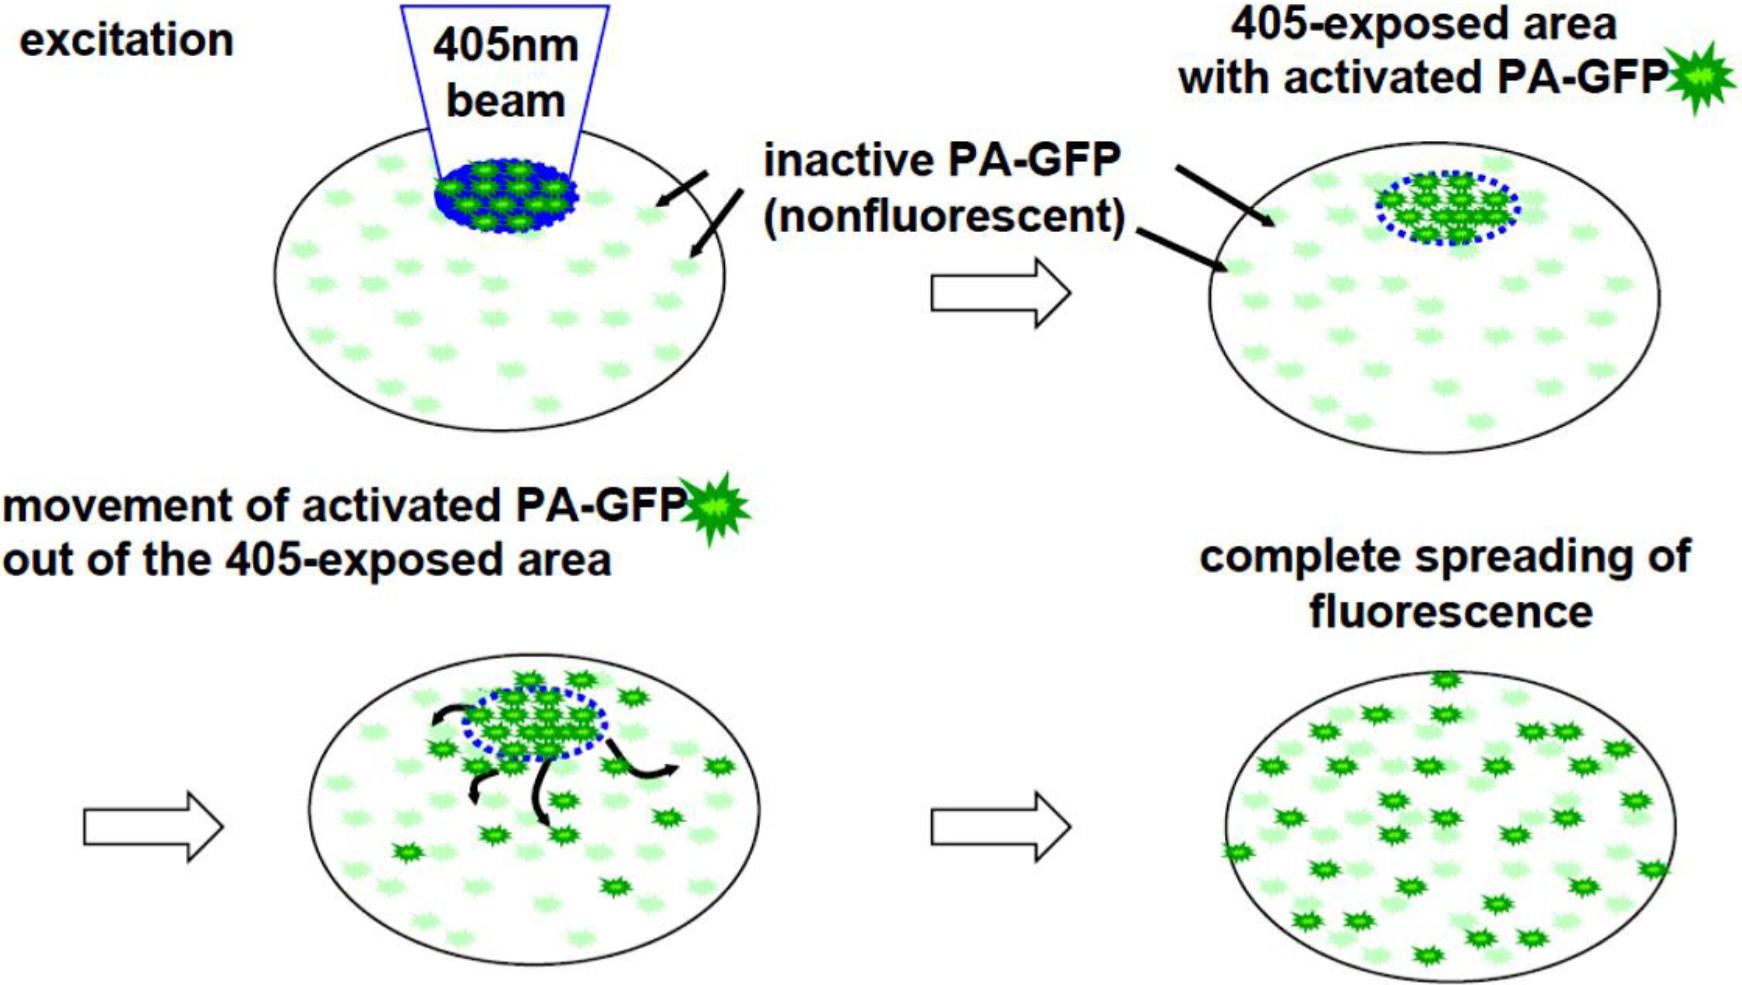 excitation
405nm
beam
inactive PA-GFP
(nonfluorescent)
405-exposed area
with activated PA-GFP
movement of activated PA-GFP
out of the 405-exposed area
complete spreading of
fluorescence